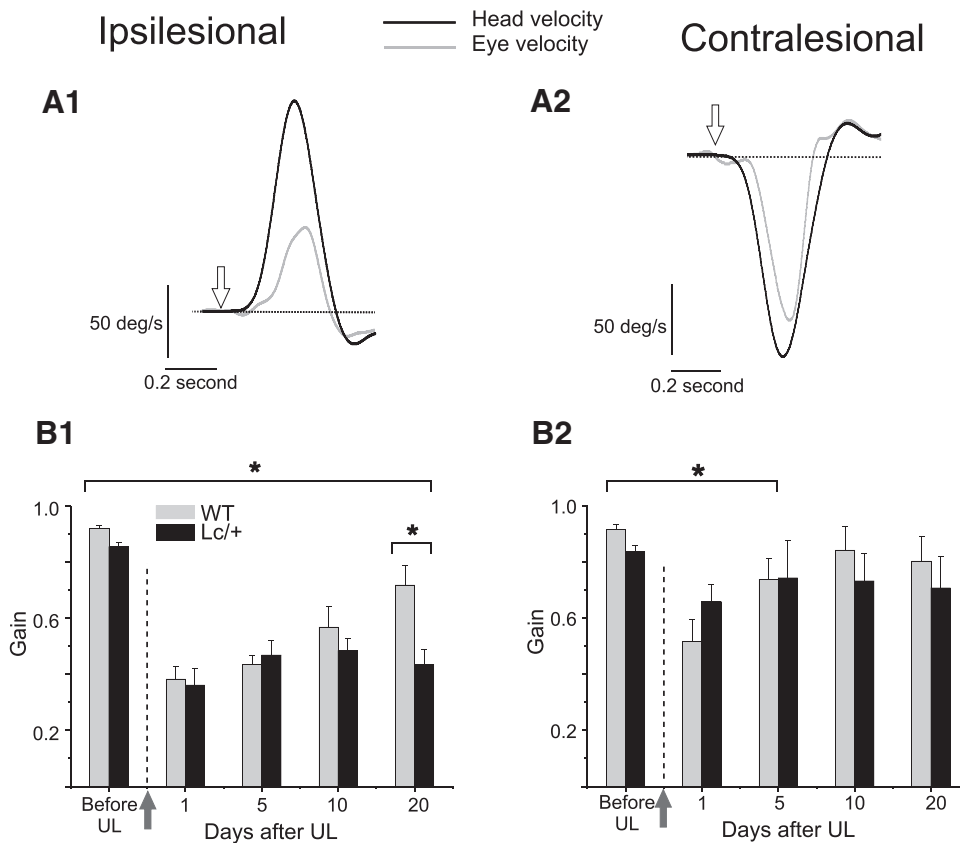 Ipsilesional
Head velocity
Eye velocity
Contralesional
A1
50 deg/s
0.2 second
A2
50 deg/s
0.2 second
B1
*
WT
Lc/+
*
1.0
0.6
0.2
Gain
Before
UL
1
5
10
20
Days after UL
B2
*
1.0
0.6
0.2
Gain
Before
UL
1
5
10
20
Days after UL